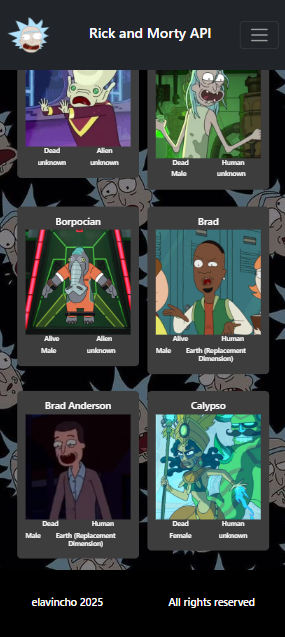 Rick and Morty API
Dead Alien
unknown unknown
Dead Human
Male unknown
Borpocian
Alive Alien
Male unknown
Brad
Alive Human
Male Earth (Replacement
Dimension)
Brad Anderson
Dead Human
Male Earth (Replacement
Dimension)
Calypso
Dead Human
Female unknown
elavincho 2025 All rights reserved